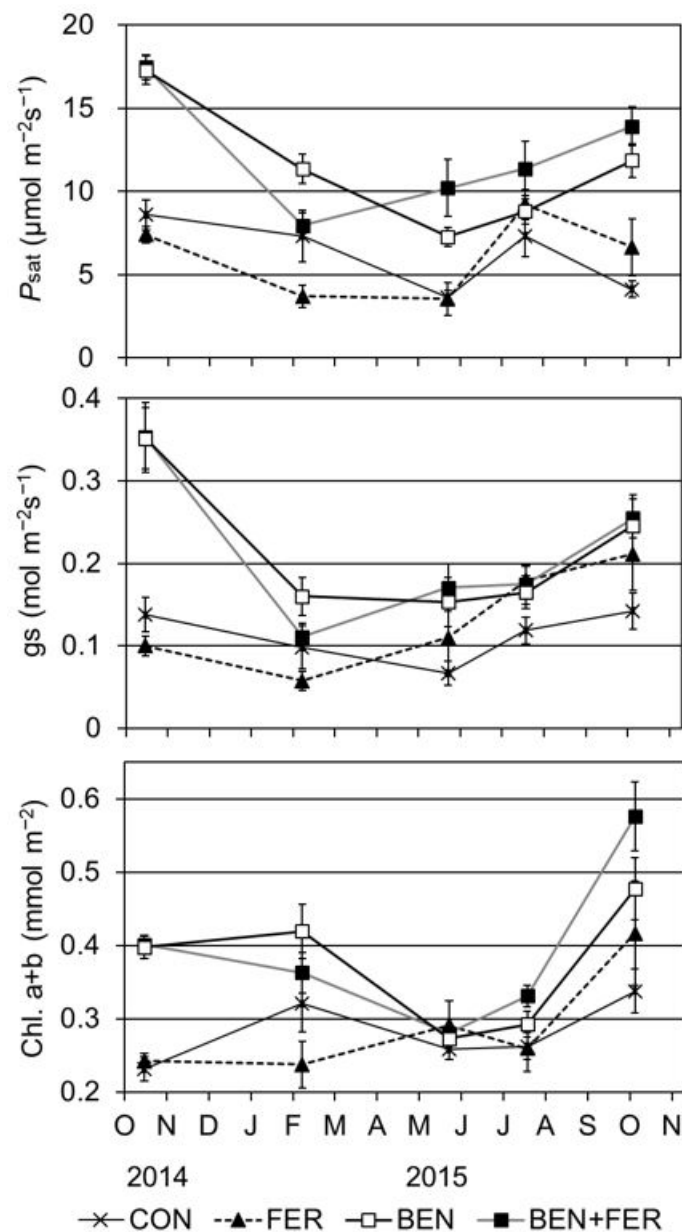 20
15
10
5
0
Psat (μmol m−2s−1)
0.4
0.3
0.2
0.1
0
gs (mol m−2s−1)
O N D J F M A M J J A S O N
0.6
0.5
0.4
0.3
0.2
Chl. a+b (mmol m−2)
O N D J F M A M J J A S O N
2014 2015
CON FER BEN BEN+FER